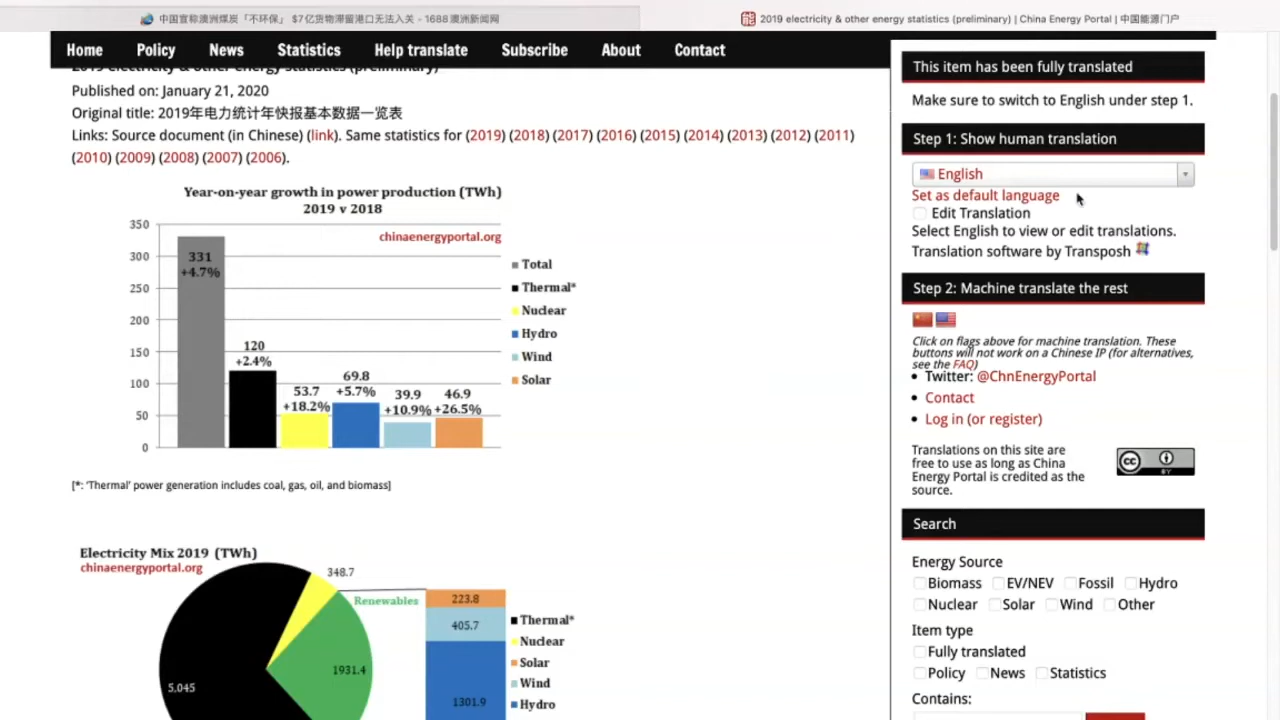 中国宣称澳洲煤炭「不环保」 $7亿货物滞留港口无法入关 - 1688澳洲新闻网
2019 electricity & other energy statistics (preliminary) | China Energy Portal | 中国能源门户
Home Policy News Statistics Help translate Subscribe About Contact
2019 electricity & other energy statistics (preliminary)
Published on: January 21, 2020
Original title: 2019年电力统计年快报基本数据一览表
Links: Source document (in Chinese) (link). Same statistics for (2019) (2018) (2017) (2016) (2015) (2014) (2013) (2012) (2011)
(2010) (2009) (2008) (2007) (2006).
Year-on-year growth in power production (TWh)
2019 v 2018
chinaenergyportal.org
350
300
250
200
150
100
50
0
331
+4.7%
120
+2.4%
53.7
+18.2%
69.8
+5.7%
39.9
+10.9%
46.9
+26.5%
Total
Thermal*
Nuclear
Hydro
Wind
Solar
[*: ‘Thermal’ power generation includes coal, gas, oil, and biomass]
Electricity Mix 2019 (TWh)
chinaenergyportal.org
348.7
Renewables
1931.4
5.045
223.8
405.7
1301.9
Thermal*
Nuclear
Solar
Wind
Hydro
This item has been fully translated
Make sure to switch to English under step 1.
Step 1: Show human translation
English
Set as default language
Edit Translation
Select English to view or edit translations.
Translation software by Transposh
Step 2: Machine translate the rest
Click on flags above for machine translation. These
buttons will not work on a Chinese IP (for alternatives,
see the FAQ)
Twitter: @ChnEnergyPortal
Contact
Log in (or register)
Translations on this site are
free to use as long as China
Energy Portal is credited as the
source.
cc
BY
Search
Energy Source
Biomass EV/NEV Fossil Hydro
Nuclear Solar Wind Other
Item type
Fully translated
Policy News Statistics
Contains: